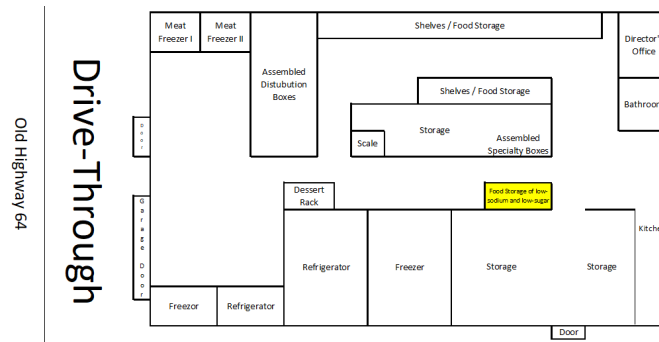 Old Highway 64
Drive-Through
Door
Garage Door
Meat
Freezer I
Meat
Freezer II
Assembled
Distubution
Boxes
Shelves / Food Storage
Director's
Office
Bathroom
Shelves / Food Storage
Storage
Assembled
Specialty Boxes
Scale
Dessert
Rack
Food Storage of low-
sodium and low-sugar
Refrigerator
Freezer
Storage
Storage
Kitche
Freezor
Refrigerator
Door